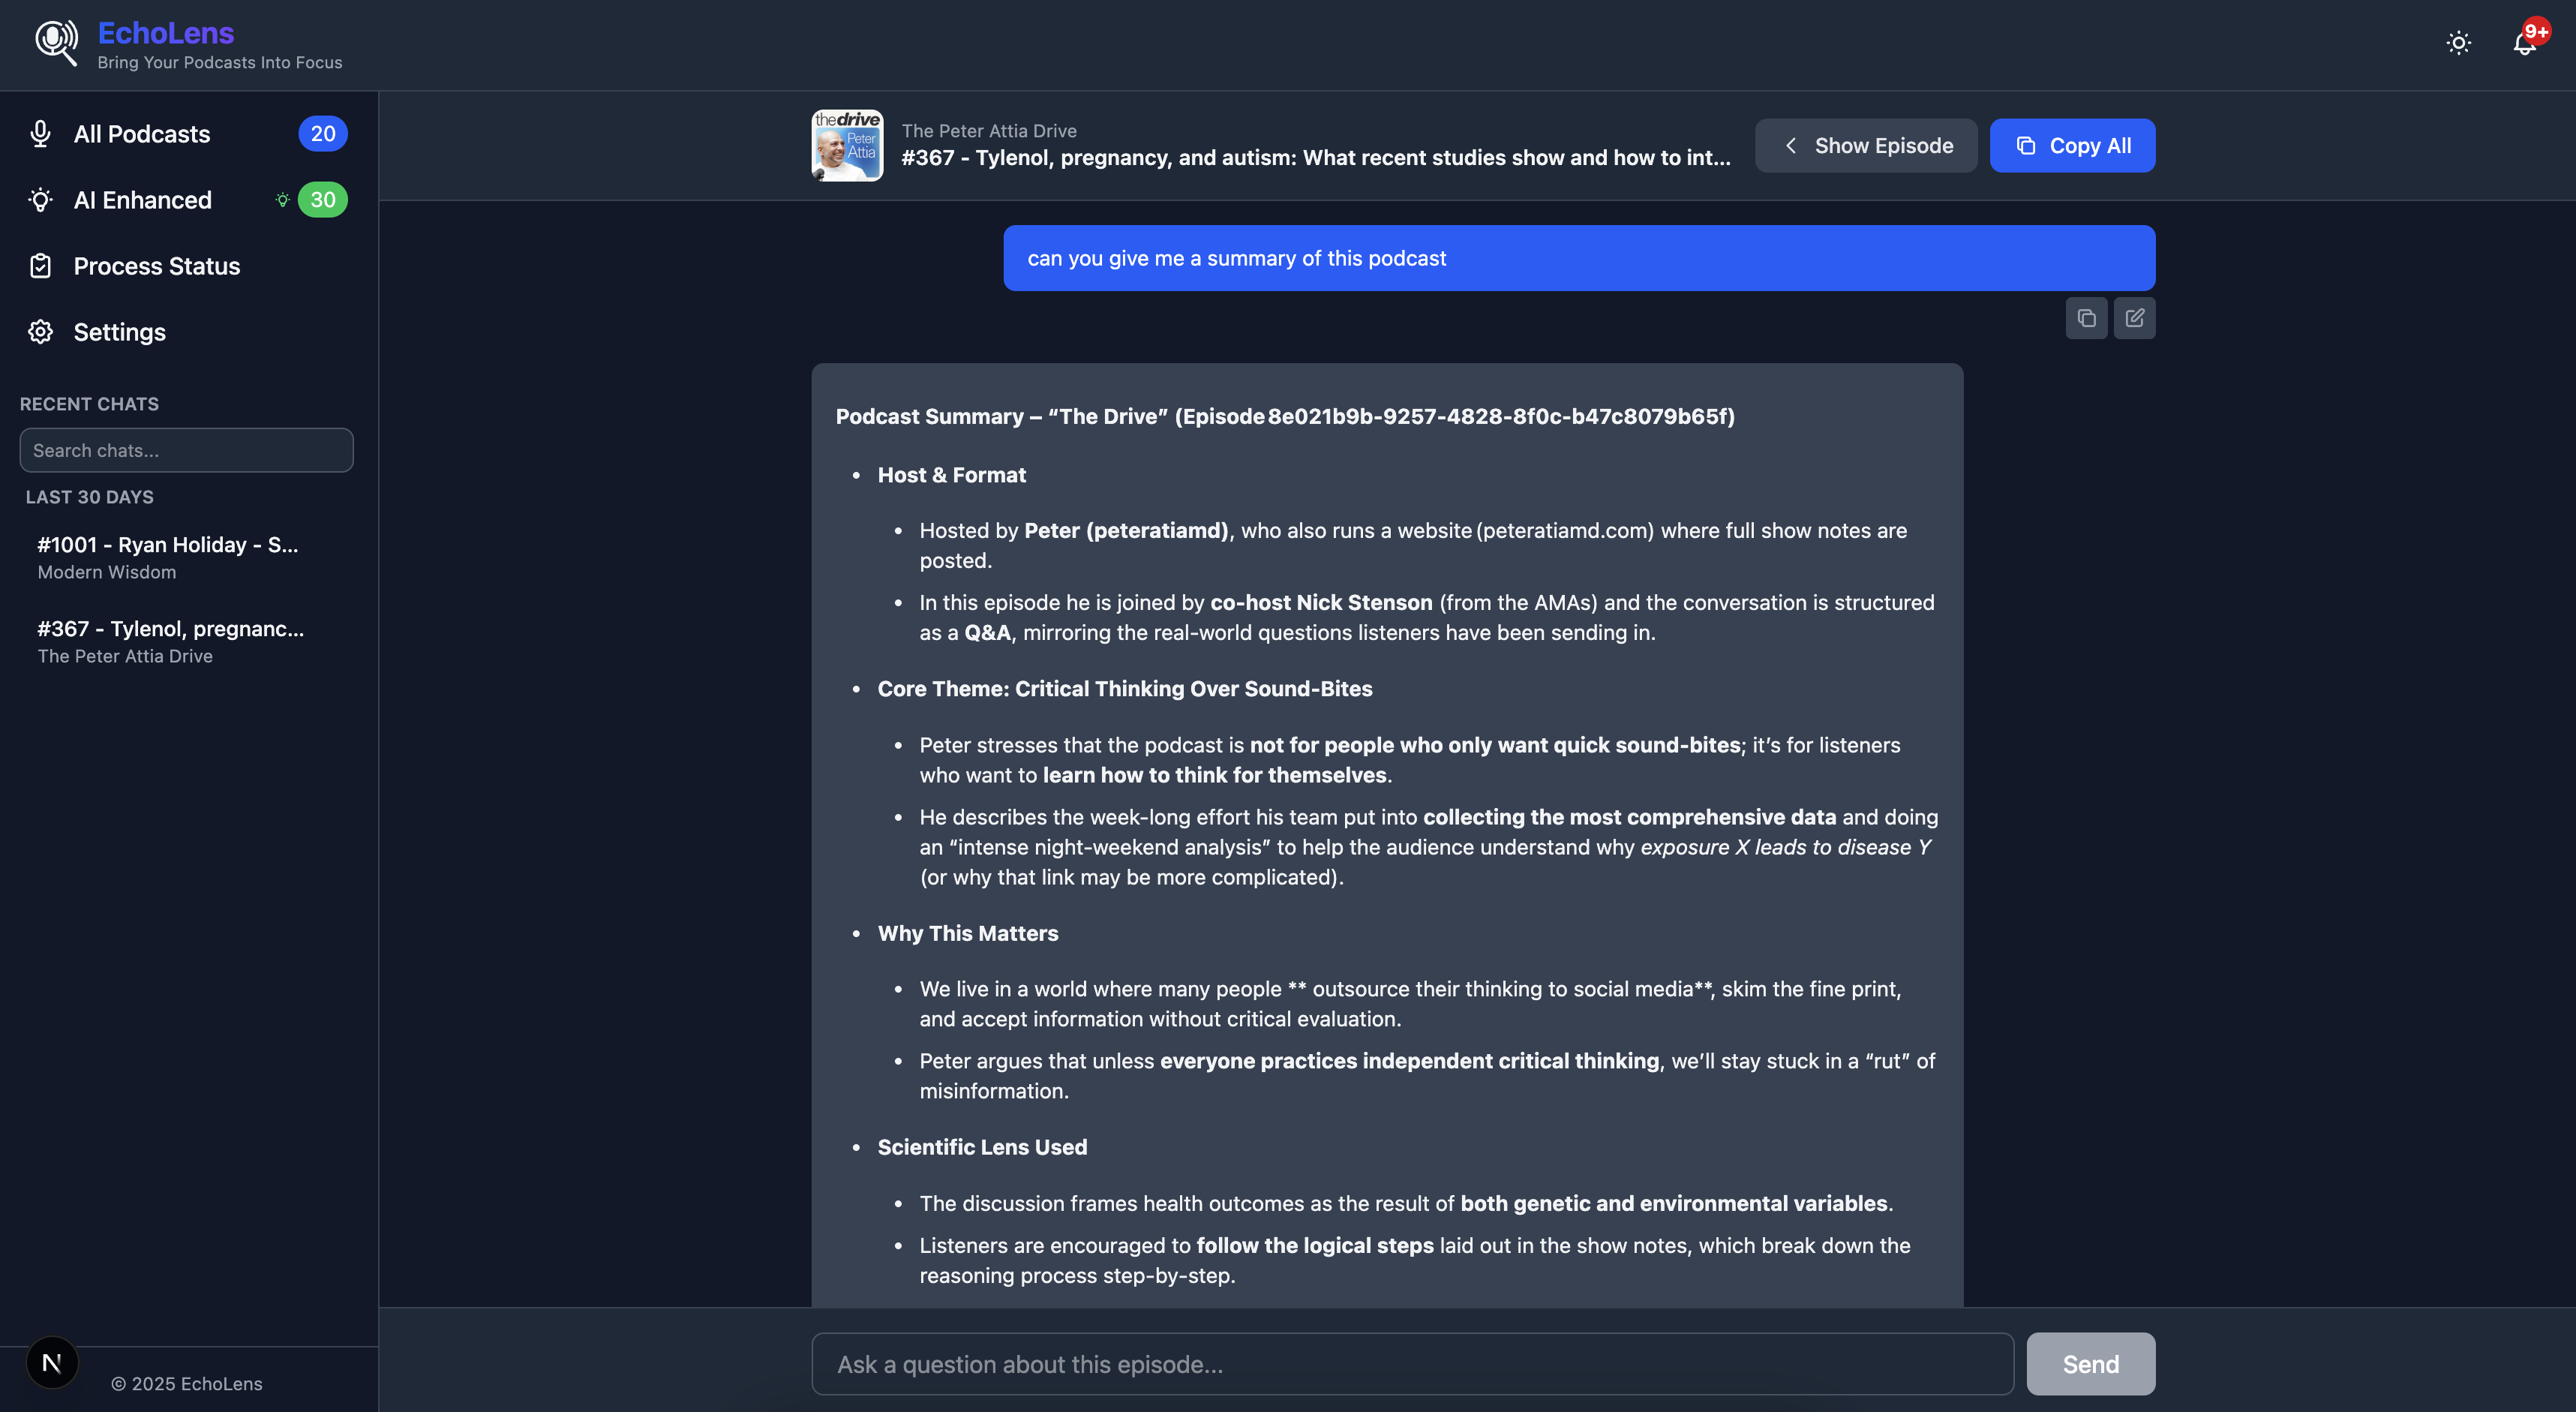 EchoLens
Bring Your Podcasts Into Focus
9+
All Podcasts
20
AI Enhanced
30
Process Status
Settings
RECENT CHATS
Search chats...
LAST 30 DAYS
#1001 - Ryan Holiday - S...
Modern Wisdom
#367 - Tylenol, pregnanc...
The Peter Attia Drive
N
© 2025 EchoLens
thedrive
Peter
Attia
The Peter Attia Drive
#367 - Tylenol, pregnancy, and autism: What recent studies show and how to int...
Show Episode
Copy All
can you give me a summary of this podcast
Podcast Summary – “The Drive” (Episode 8e021b9b-9257-4828-8f0c-b47c8079b65f)
• Host & Format
• Hosted by Peter (peteratiamd), who also runs a website (peteratiamd.com) where full show notes are
posted.
• In this episode he is joined by co-host Nick Stenson (from the AMAs) and the conversation is structured
as a Q&A, mirroring the real-world questions listeners have been sending in.
• Core Theme: Critical Thinking Over Sound-Bites
• Peter stresses that the podcast is not for people who only want quick sound-bites; it’s for listeners
who want to learn how to think for themselves.
• He describes the week-long effort his team put into collecting the most comprehensive data and doing
an “intense night-weekend analysis” to help the audience understand why exposure X leads to disease Y
(or why that link may be more complicated).
• Why This Matters
• We live in a world where many people ** outsource their thinking to social media**, skim the fine print,
and accept information without critical evaluation.
• Peter argues that unless everyone practices independent critical thinking, we’ll stay stuck in a “rut” of
misinformation.
• Scientific Lens Used
• The discussion frames health outcomes as the result of both genetic and environmental variables.
• Listeners are encouraged to follow the logical steps laid out in the show notes, which break down the
reasoning process step-by-step.
Ask a question about this episode...
Send